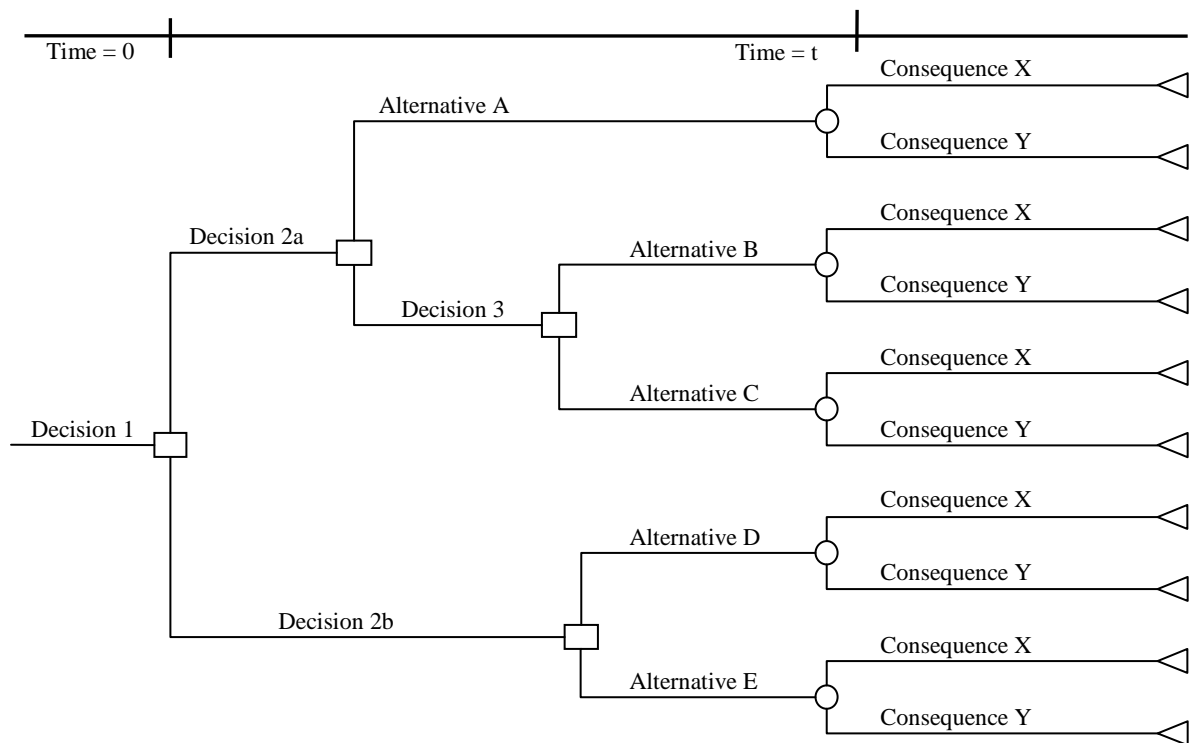 Time = 0
Time = t
Consequence X
Alternative A
Consequence Y
Consequence X
Decision 2a
Alternative B
Consequence Y
Decision 3
Consequence X
Alternative C
Decision 1
Consequence Y
Consequence X
Alternative D
Consequence Y
Decision 2b
Consequence X
Alternative E
Consequence Y